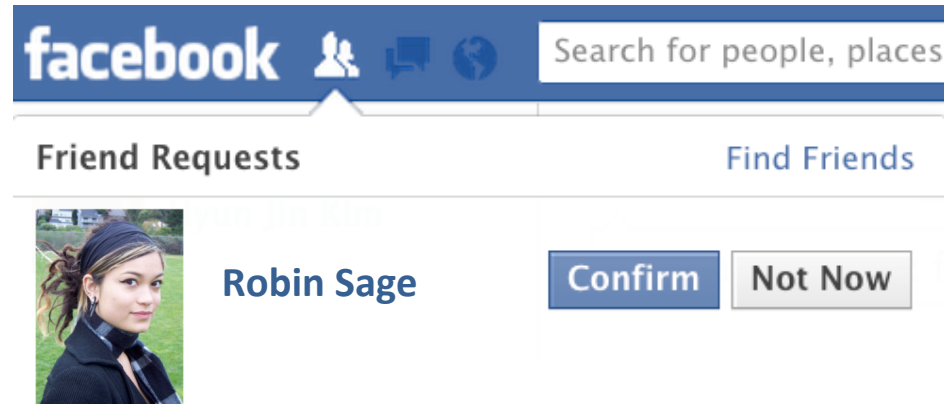 facebook Search for people, places
Friend Requests Find Friends
Robin Sage Confirm Not Now